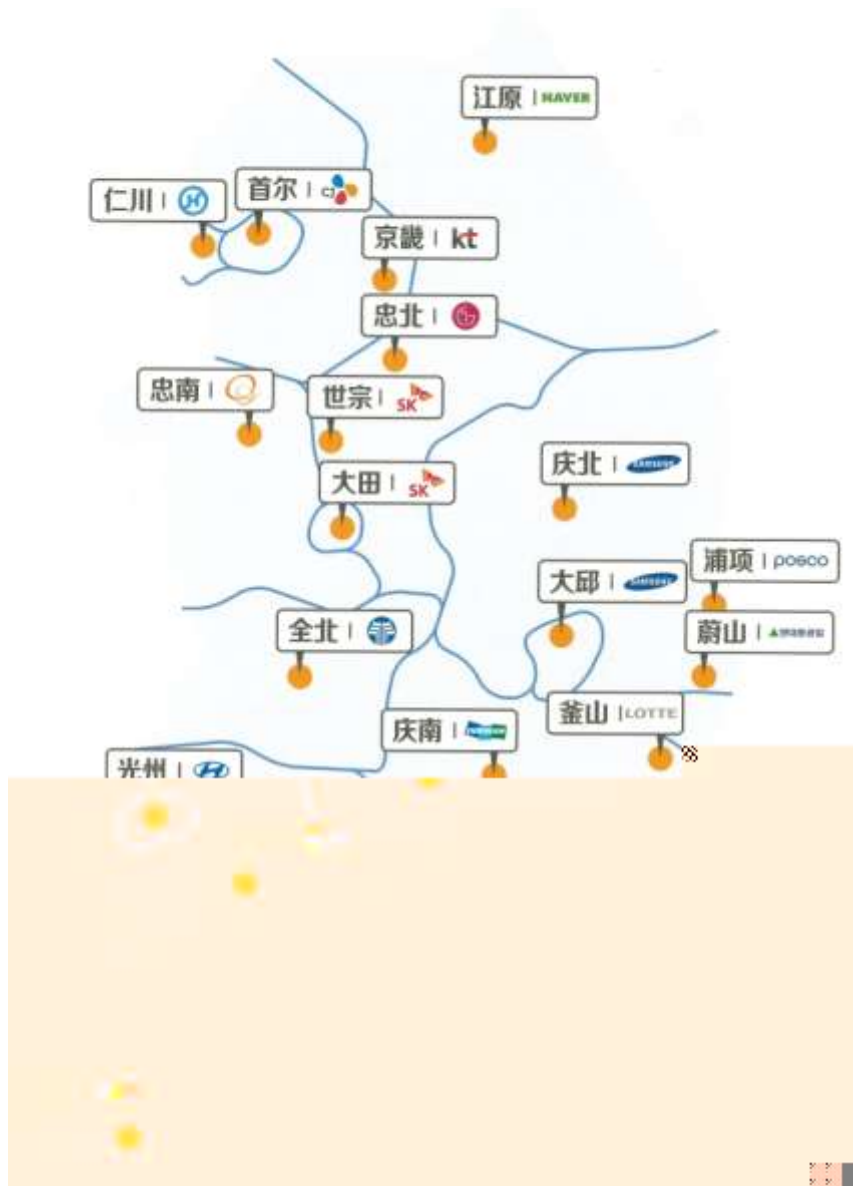 江原 | NAVER
仁川 |
首尔 | CJ
京畿 | kt
忠北 |
忠南 |
世宗 | SK
大田 | SK
庆北 | SAMSUNG
浦项 | posco
大邱 | SAMSUNG
全北 |
蔚山 |
釜山 | LOTTE
庆南 |
光州 |